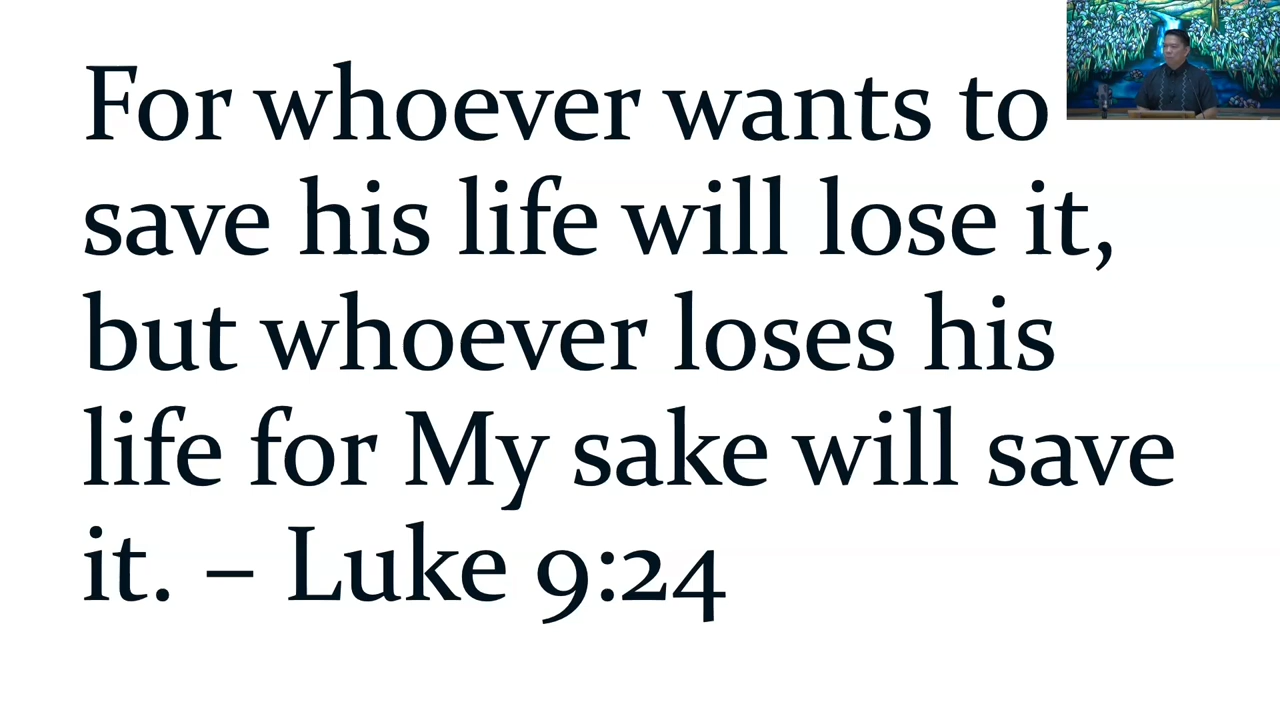 For whoever wants to
save his life will lose it,
but whoever loses his
life for My sake will save
it. – Luke 9:24